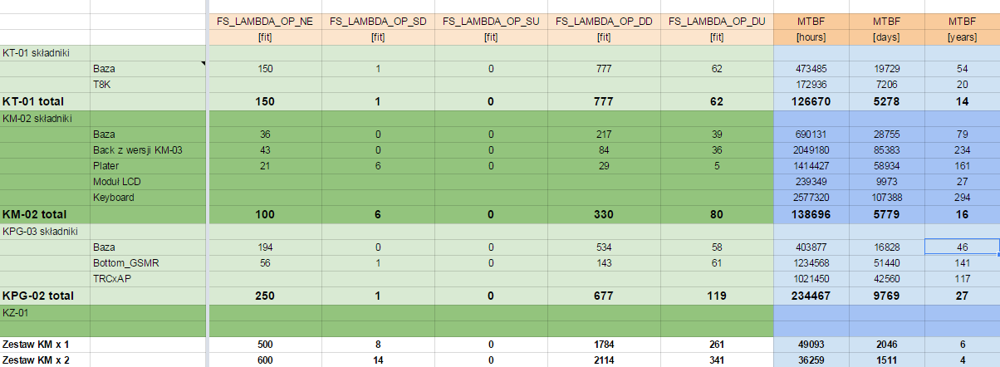 FS_LAMBDA_OP_NE FS_LAMBDA_OP_SD FS_LAMBDA_OP_SU FS_LAMBDA_OP_DD FS_LAMBDA_OP_DU MTBF MTBF MTBF
[fit] [fit] [fit] [fit] [fit] [hours] [days] [years]
KT-01 składniki
Baza 150 1 0 777 62 473485 19729 54
T8K 172936 7206 20
KT-01 total 150 1 0 777 62 126670 5278 14
KM-02 składniki
Baza 36 0 217 39 690131 28755 79
Back z wersji KM-03 43 0 84 36 2049180 85383 234
Plater 21 6 0 29 5 1414427 58934 161
Moduł LCD 239349 9973 27
Keyboard 2577320 107388 294
KM-02 total 100 6 0 330 80 138696 5779 16
KPG-03 składniki
Baza 194 0 0 534 58 403877 16828 46
Bottom_GSMR 56 1 0 143 61 1234568 51440 141
TRCxAP 1021450 42560 117
KPG-02 total 250 1 0 677 119 234467 9769 27
KZ-01
Zestaw KM x 1 500 8 0 1784 261 49093 2046 6
Zestaw KM x 2 600 14 0 2114 341 36259 1511 4